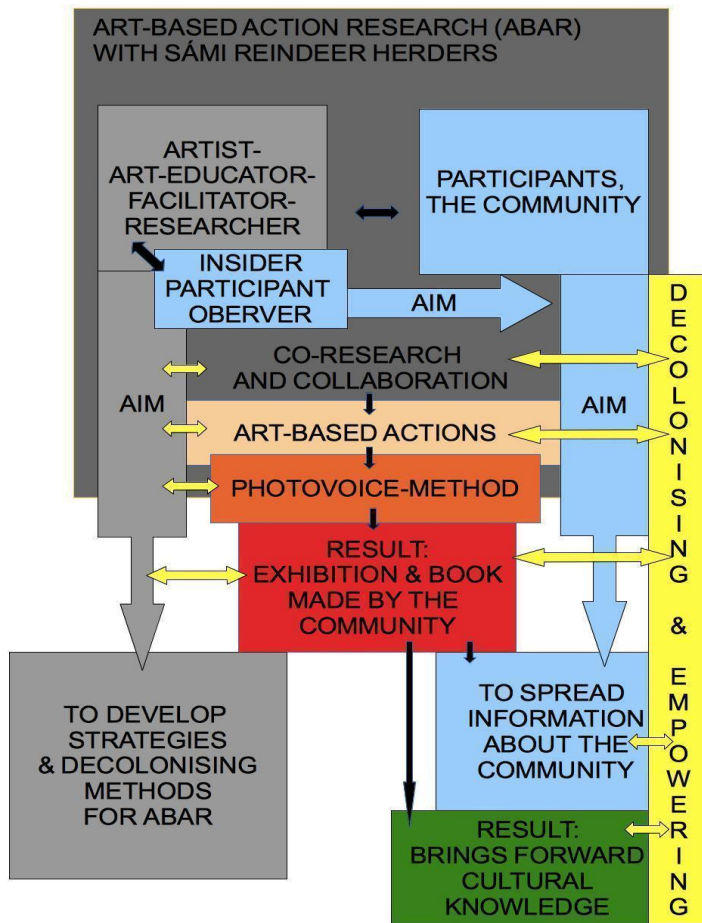 ART-BASED ACTION RESEARCH (ABAR)
WITH SÁMI REINDEER HERDERS
ARTIST-
ART-EDUCATOR-
FACILITATOR-
RESEARCHER
PARTICIPANTS,
THE COMMUNITY
INSIDER
PARTICIPANT
OBERVER
AIM
CO-RESEARCH
AND COLLABORATION
AIM
AIM
ART-BASED ACTIONS
PHOTOVOICE-METHOD
RESULT:
EXHIBITION & BOOK
MADE BY THE
COMMUNITY
TO DEVELOP
STRATEGIES
& DECOLONISING
METHODS
FOR ABAR
TO SPREAD
INFORMATION
ABOUT THE
COMMUNITY
RESULT:
BRINGS FORWARD
CULTURAL
KNOWLEDGE
DECOLONISING & EMPOWERING